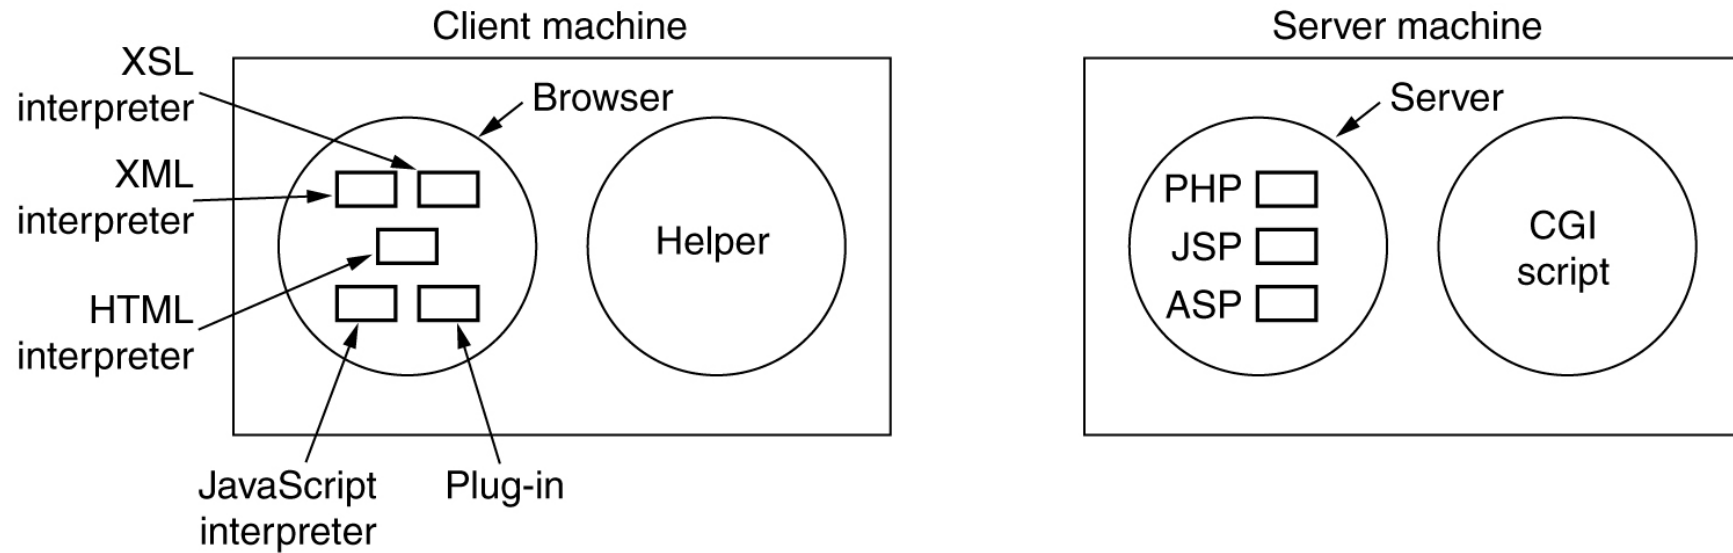 Client machine
Server machine
XSL
interpreter
Browser
Server
XML
interpreter
PHP
Helper
JSP
CGI
script
ASP
HTML
interpreter
JavaScript
interpreter
Plug-in